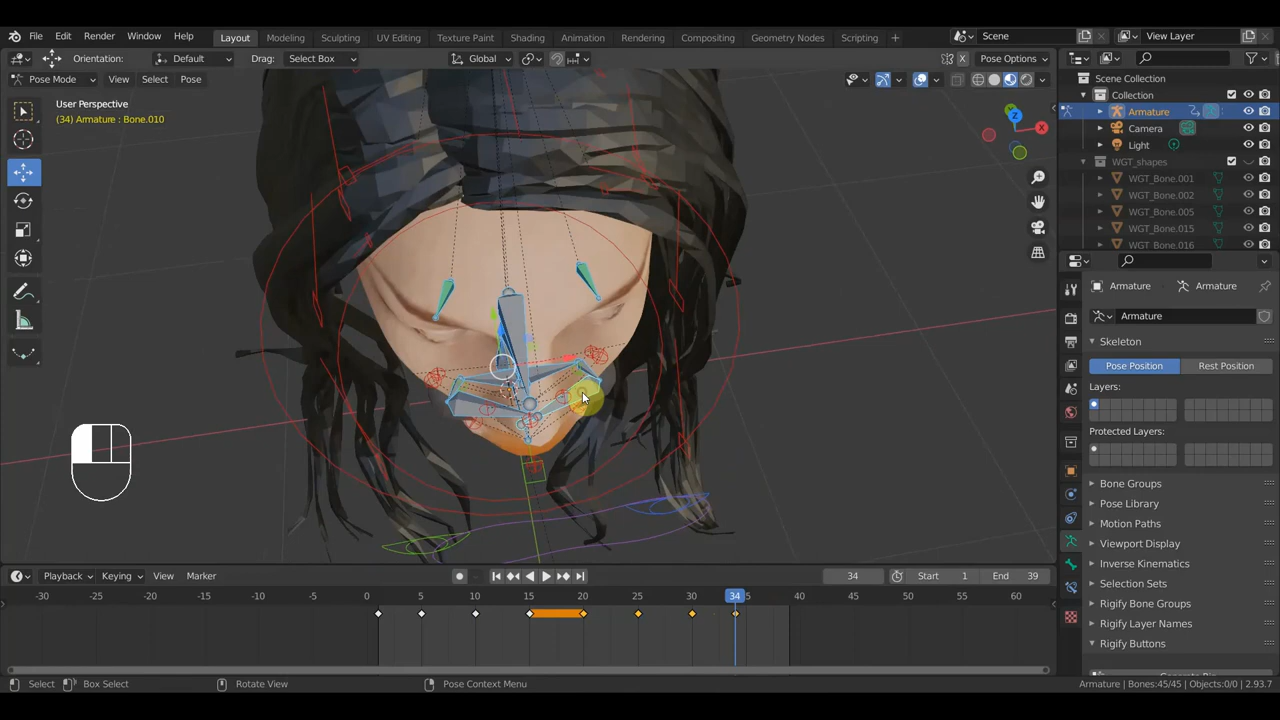 File Edit Render Window Help Layout Modeling Sculpting UV Editing Texture Paint Shading Animation Rendering Compositing Geometry Nodes Scripting + Scene View Layer
Orientation: Default Drag: Select Box Global Pose Options
Pose Mode View Select Pose
Scene Collection
Collection
User Perspective
(34) Armature : Bone.010
Armature
Camera
Light
WGT_shapes
WGT_Bone.001
WGT_Bone.002
WGT_Bone.005
WGT_Bone.015
WGT_Bone.016
Armature Armature
Armature
Skeleton
Pose Position Rest Position
Layers:
Protected Layers:
Bone Groups
Pose Library
Motion Paths
Viewport Display
Inverse Kinematics
Selection Sets
Rigify Bone Groups
Rigify Layer Names
Rigify Buttons
X
Z
Playback Keying View Marker 34 Start 1 End 39
-30 -25 -20 -15 -10 -5 0 5 10 15 20 25 30 34 35 40 45 50 55 60
Select Box Select Rotate View Pose Context Menu Armature | Bones:45/45 | Objects:0/0 | 2.93.7